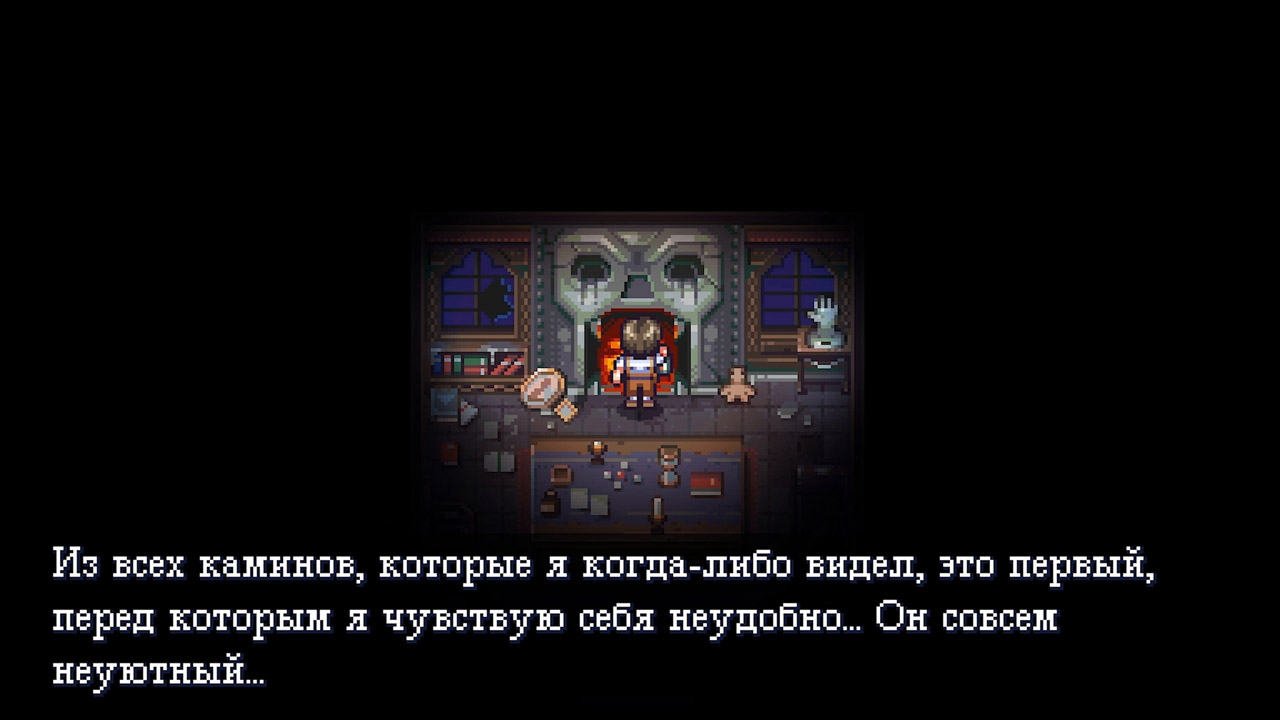 Из всех каминов, которые я когда-либо видел, это первый,
перед которым я чувствую себя неудобно... Он совсем
неуютный...